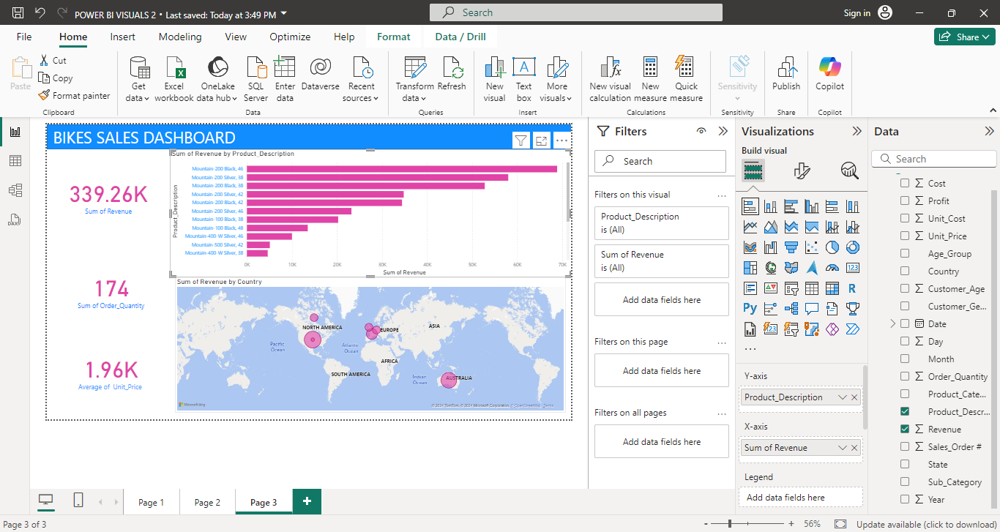 POWER BI VISUALS 2 • Last saved: Today at 3:49 PM
Search
Sign in
File
Home
Insert
Modeling
View
Optimize
Help
Format
Data / Drill
Share
Paste
Cut
Copy
Format painter
Clipboard
Get data
Excel workbook
OneLake data hub
SQL Server
Enter data
Dataverse
Recent sources
Data
Transform data
Refresh
Queries
New visual
Text box
More visuals
Insert
New visual calculation
New measure
Quick measure
Calculations
Sensitivity
Sensitivity
Publish
Share
Copilot
Copilot
BIKES SALES DASHBOARD
339.26K
Sum of Revenue
174
Sum of Order_Quantity
1.96K
Average of Unit_Price
Sum of Revenue by Product_Description
Product_Description
Mountain-200 Black, 46
Mountain-200 Silver, 38
Mountain-200 Black, 38
Mountain-200 Silver, 42
Mountain-200 Black, 42
Mountain-200 Silver, 46
Mountain-100 Black, 38
Mountain-100 Black, 48
Mountain-400-W Silver, 46
Mountain-500 Silver, 42
Mountain-400-W Silver, 38
0K 10K 20K 30K 40K 50K 60K 70K
Sum of Revenue
Sum of Revenue by Country
NORTH AMERICA
EUROPE
ASIA
Pacific Ocean
Atlantic Ocean
AFRICA
SOUTH AMERICA
Indian Ocean
AUSTRALIA
Microsoft Bing
© 2024 TomTom, © 2024 Microsoft Corporation, © OpenStreetMap Terms
Filters
Search
Filters on this visual
Product_Description
is (All)
Sum of Revenue
is (All)
Add data fields here
Filters on this page
Add data fields here
Filters on all pages
Add data fields here
Visualizations
Build visual
123
R
Py
123
Y-axis
Product_Description
X-axis
Sum of Revenue
Legend
Add data fields here
Data
Search
Cost
Profit
Unit_Cost
Unit_Price
Age_Group
Country
Customer_Age
Customer_Ge...
Date
Day
Month
Order_Quantity
Product_Cate...
Product_Descr...
Revenue
Sales_Order #
State
Sub_Category
Year
Page 1
Page 2
Page 3
Page 3 of 3
56%
Update available (click to download)